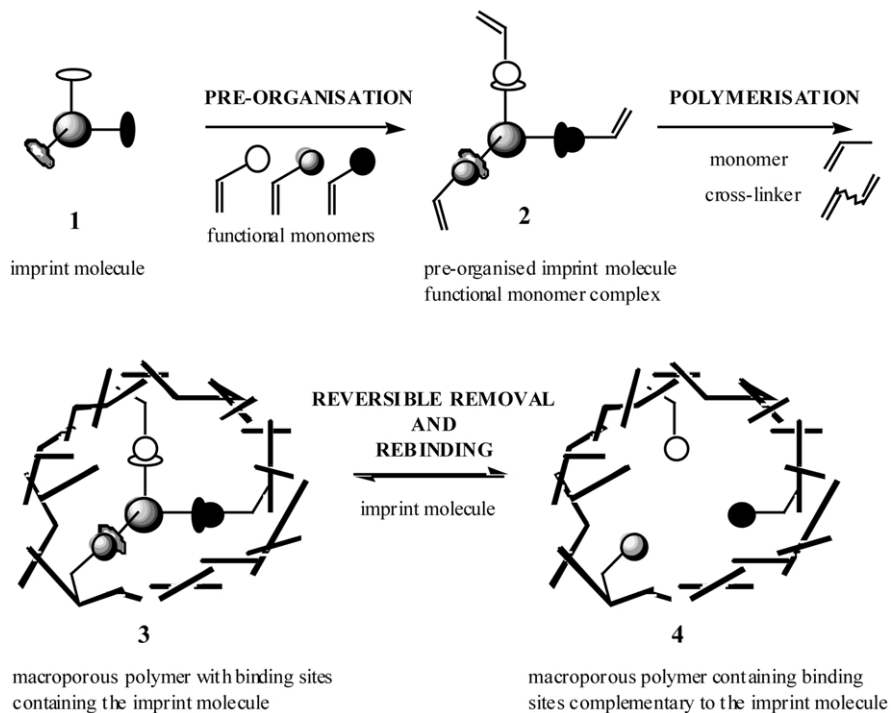 PRE-ORGANISATION
functional monomers
1
imprint molecule
2
pre-organised imprint molecule
functional monomer complex
POLYMERISATION
monomer
cross-linker
3
macroporous polymer with binding sites
containing the imprint molecule
REVERSIBLE REMOVAL
AND
REBINDING
imprint molecule
4
macroporous polymer containing binding
sites complementary to the imprint molecule